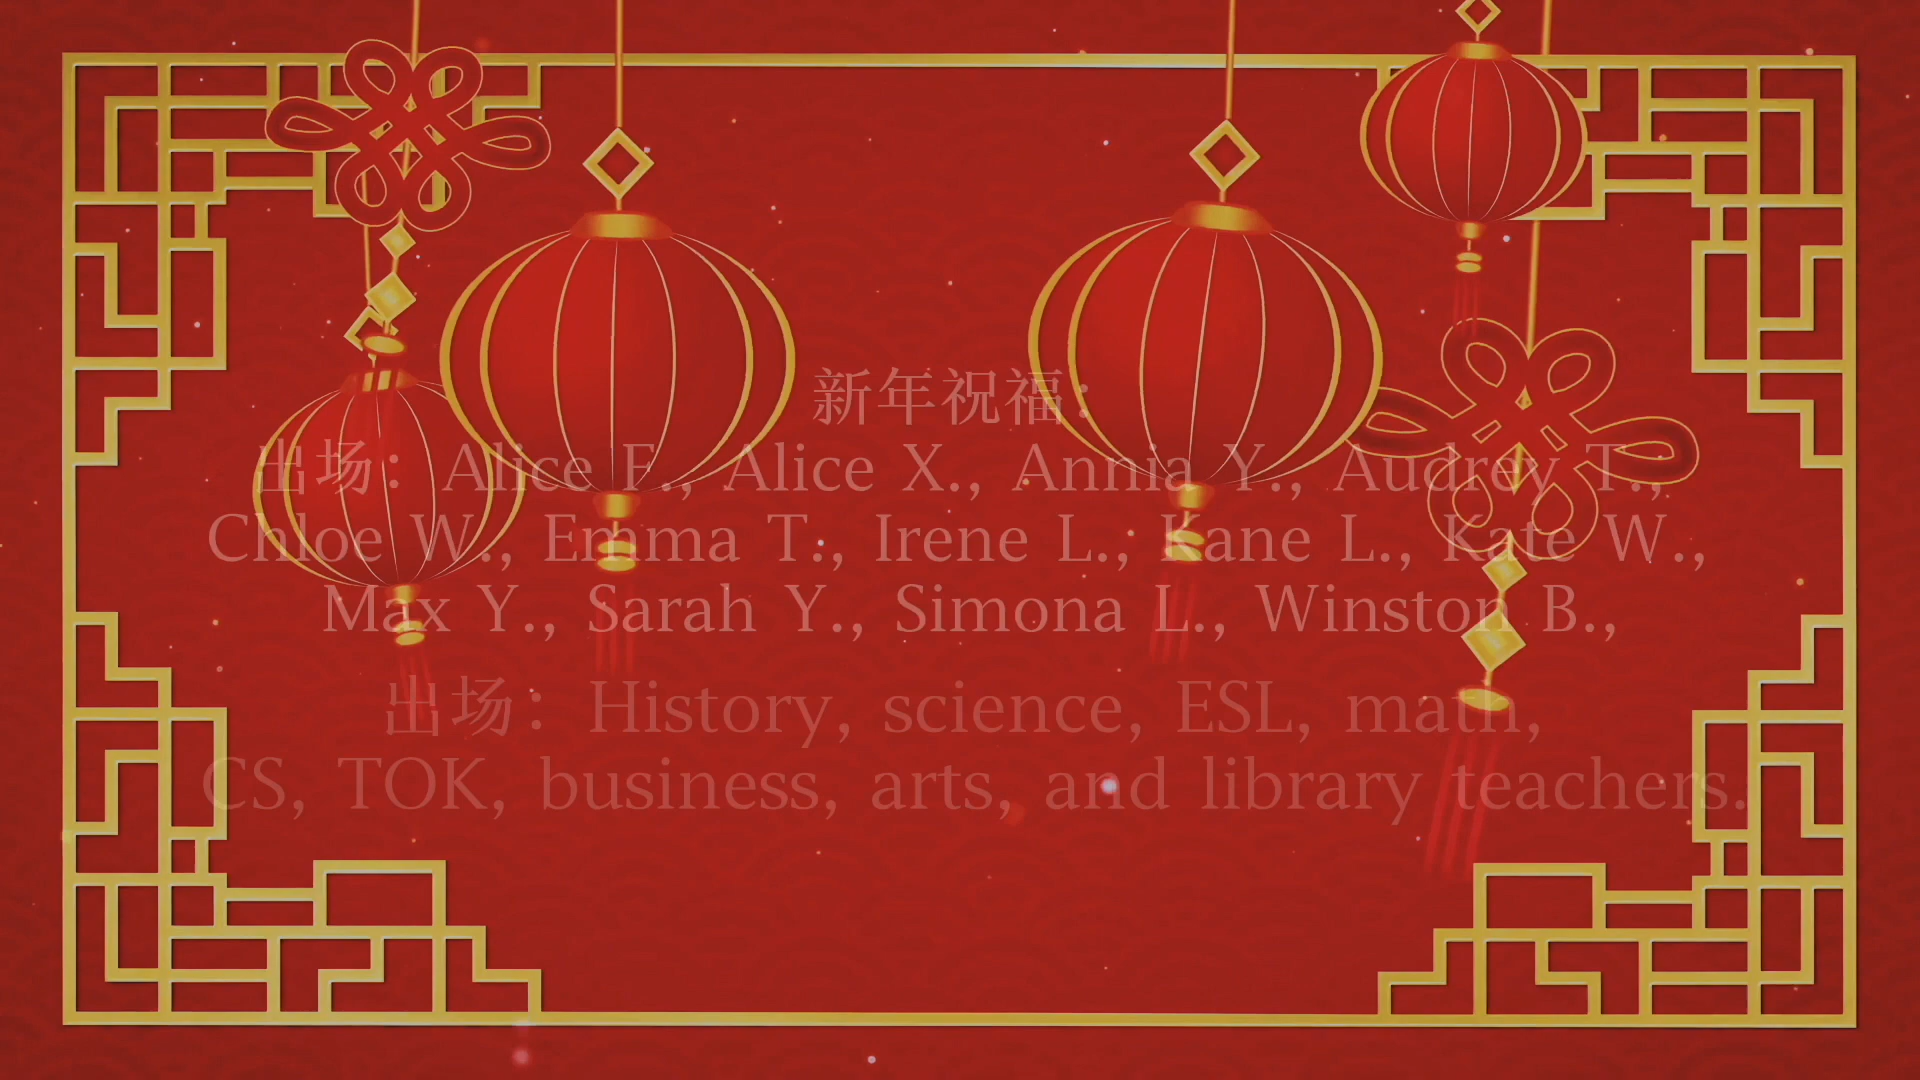 新年祝福：
出场：Alice F., Alice X., Annia Y., Audrey T.,
Chloe W., Emma T., Irene L., Kane L., Kate W.,
Max Y., Sarah Y., Simona L., Winston B.,
出场：History, science, ESL, math,
CS, TOK, business, arts, and library teachers.